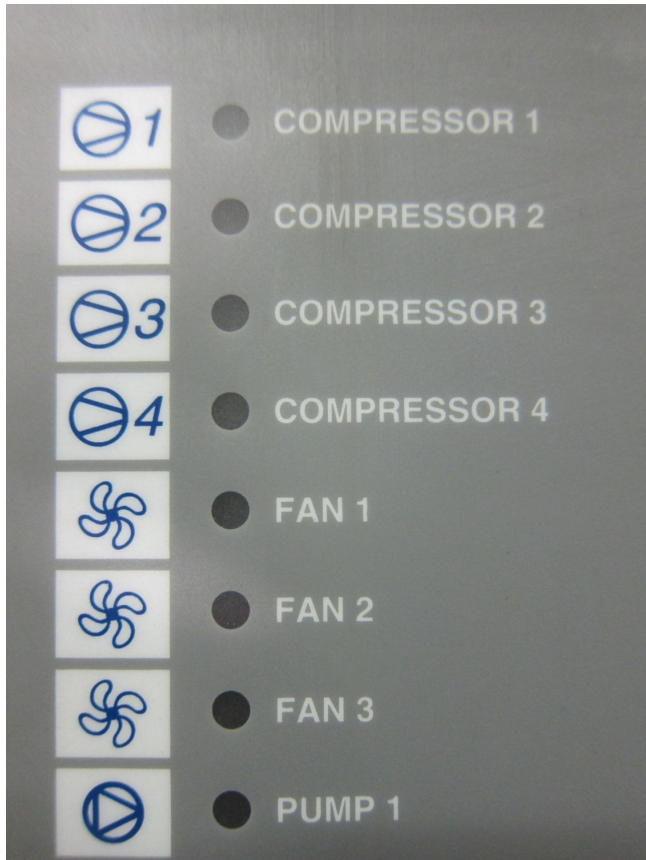 1 COMPRESSOR 1
2 COMPRESSOR 2
3 COMPRESSOR 3
4 COMPRESSOR 4
FAN 1
FAN 2
FAN 3
PUMP 1